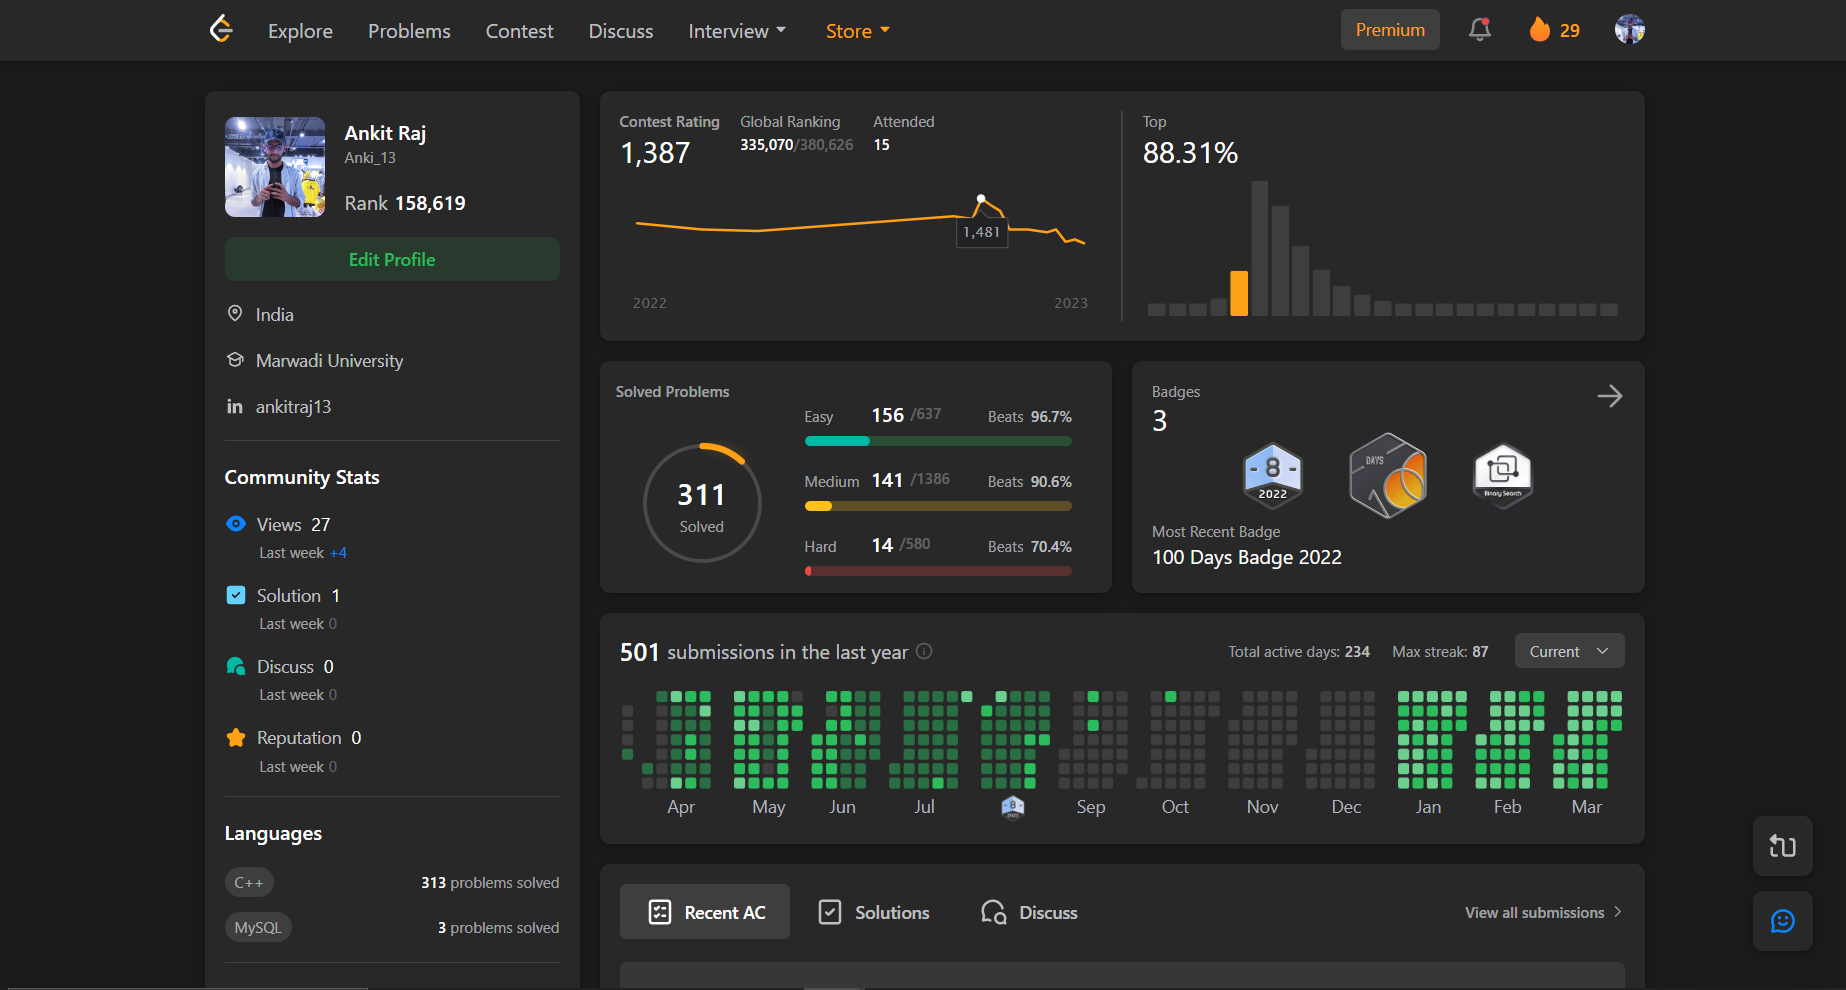 Explore Problems Contest Discuss Interview Store Premium 29
Ankit Raj
Anki_13
Rank 158,619
Edit Profile
India
Marwadi University
in ankitraj13
Community Stats
Views 27
Last week +4
Solution 1
Last week 0
Discuss 0
Last week 0
Reputation 0
Last week 0
Languages
C++ 313 problems solved
MySQL 3 problems solved
Contest Rating Global Ranking Attended
1,387 335,070/380,626 15
1,481
2022 2023
Top
88.31%
Solved Problems
311
Solved
Easy 156 /637 Beats 96.7%
Medium 141 /1386 Beats 90.6%
Hard 14 /580 Beats 70.4%
Badges
3
-8-
2022
DAYS
Binary Search
Most Recent Badge
100 Days Badge 2022
501 submissions in the last year Total active days: 234 Max streak: 87 Current
Apr May Jun Jul Sep Oct Nov Dec Jan Feb Mar
Recent AC Solutions Discuss View all submissions